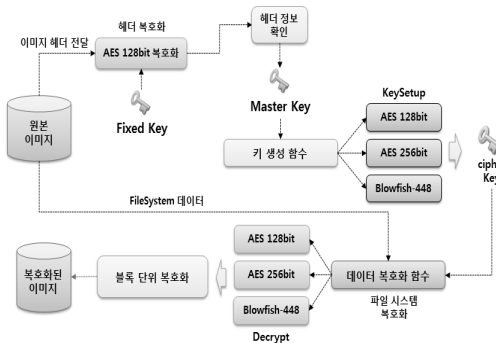 헤더 복호화
이미지 헤더 전달
AES 128bit 복호화
헤더 정보
확인
Fixed Key
Master Key
원본
이미지
키 생성 함수
KeySetup
AES 128bit
AES 256bit
Blowfish-448
ciph
Key
FileSystem 데이터
복호화된
이미지
블록 단위 복호화
AES 128bit
AES 256bit
Blowfish-448
Decrypt
데이터 복호화 함수
파일 시스템
복호화